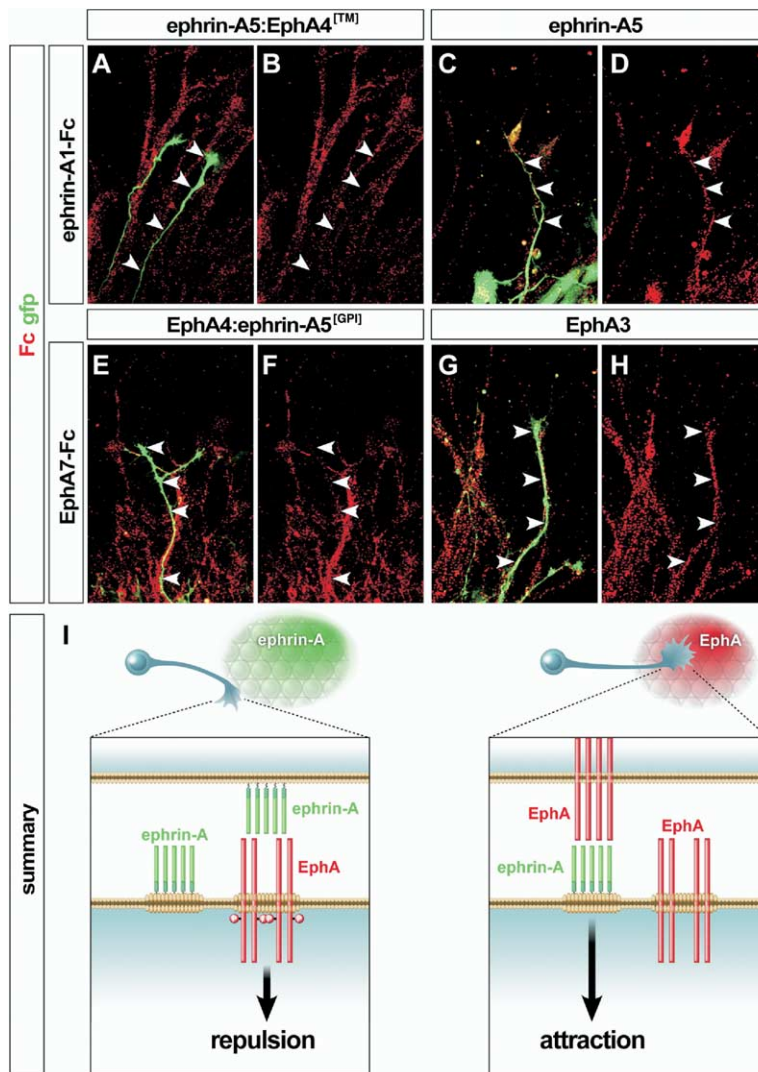 ephrin-A5:EphA4[TM]
ephrin-A5
ephrin-A1-Fc
A
B
C
D
Fc gfp
EphA4:ephrin-A5[GPI]
EphA3
EphA7-Fc
E
F
G
H
summary
I
ephrin-A
EphA
ephrin-A
ephrin-A
EphA
repulsion
EphA
EphA
ephrin-A
attraction